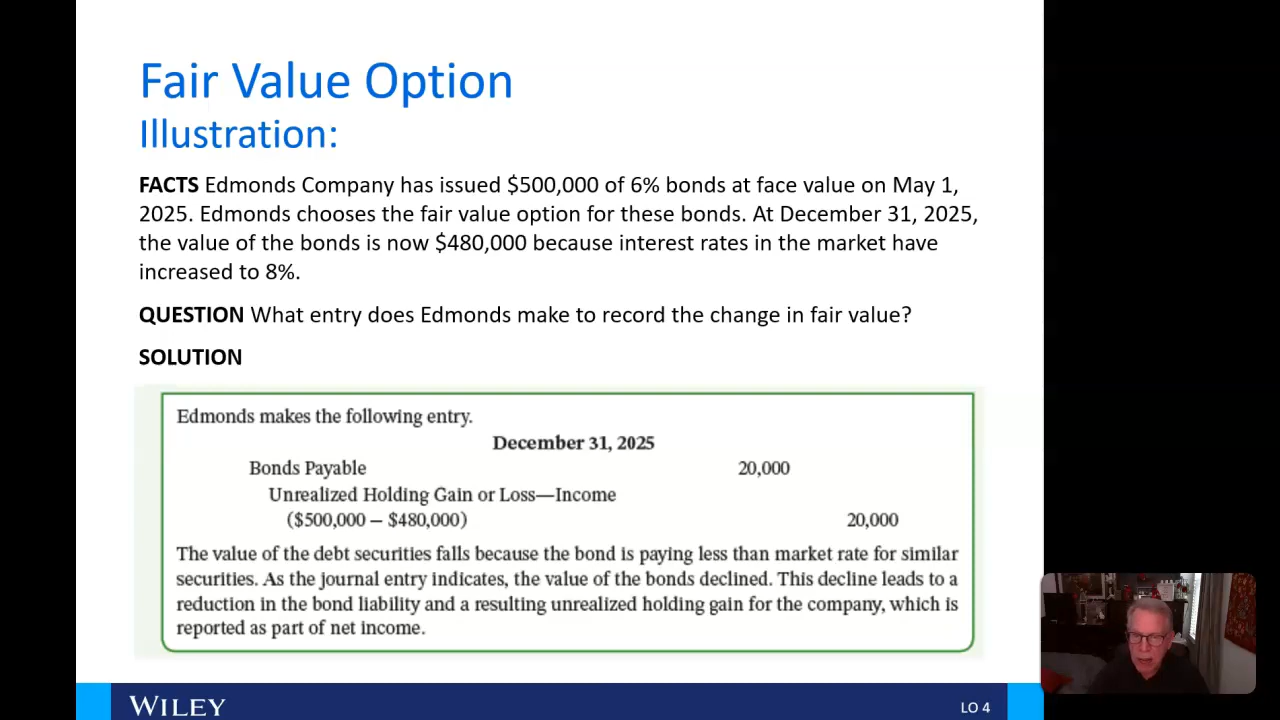 Fair Value Option
Illustration:
FACTS Edmonds Company has issued $500,000 of 6% bonds at face value on May 1,
2025. Edmonds chooses the fair value option for these bonds. At December 31, 2025,
the value of the bonds is now $480,000 because interest rates in the market have
increased to 8%.
QUESTION What entry does Edmonds make to record the change in fair value?
SOLUTION
Edmonds makes the following entry.
December 31, 2025
Bonds Payable 20,000
Unrealized Holding Gain or Loss—Income
($500,000 – $480,000) 20,000
The value of the debt securities falls because the bond is paying less than market rate for similar
securities. As the journal entry indicates, the value of the bonds declined. This decline leads to a
reduction in the bond liability and a resulting unrealized holding gain for the company, which is
reported as part of net income.
WILEY
LO 4